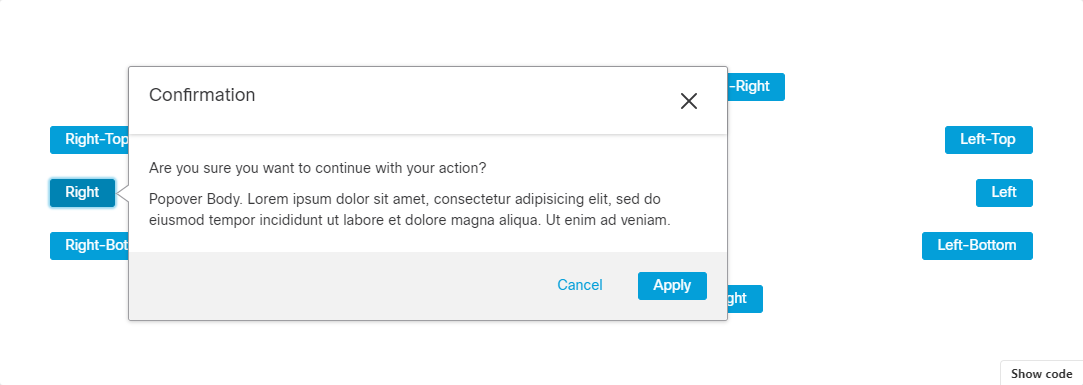 Confirmation
-Right
Right-Top
Left-Top
Are you sure you want to continue with your action?
Right
Left
Popover Body. Lorem ipsum dolor sit amet, consectetur adipisicing elit, sed do
eiusmod tempor incididunt ut labore et dolore magna aliqua. Ut enim ad veniam.
Right-Bot
Left-Bottom
Cancel
Apply
ght
Show code